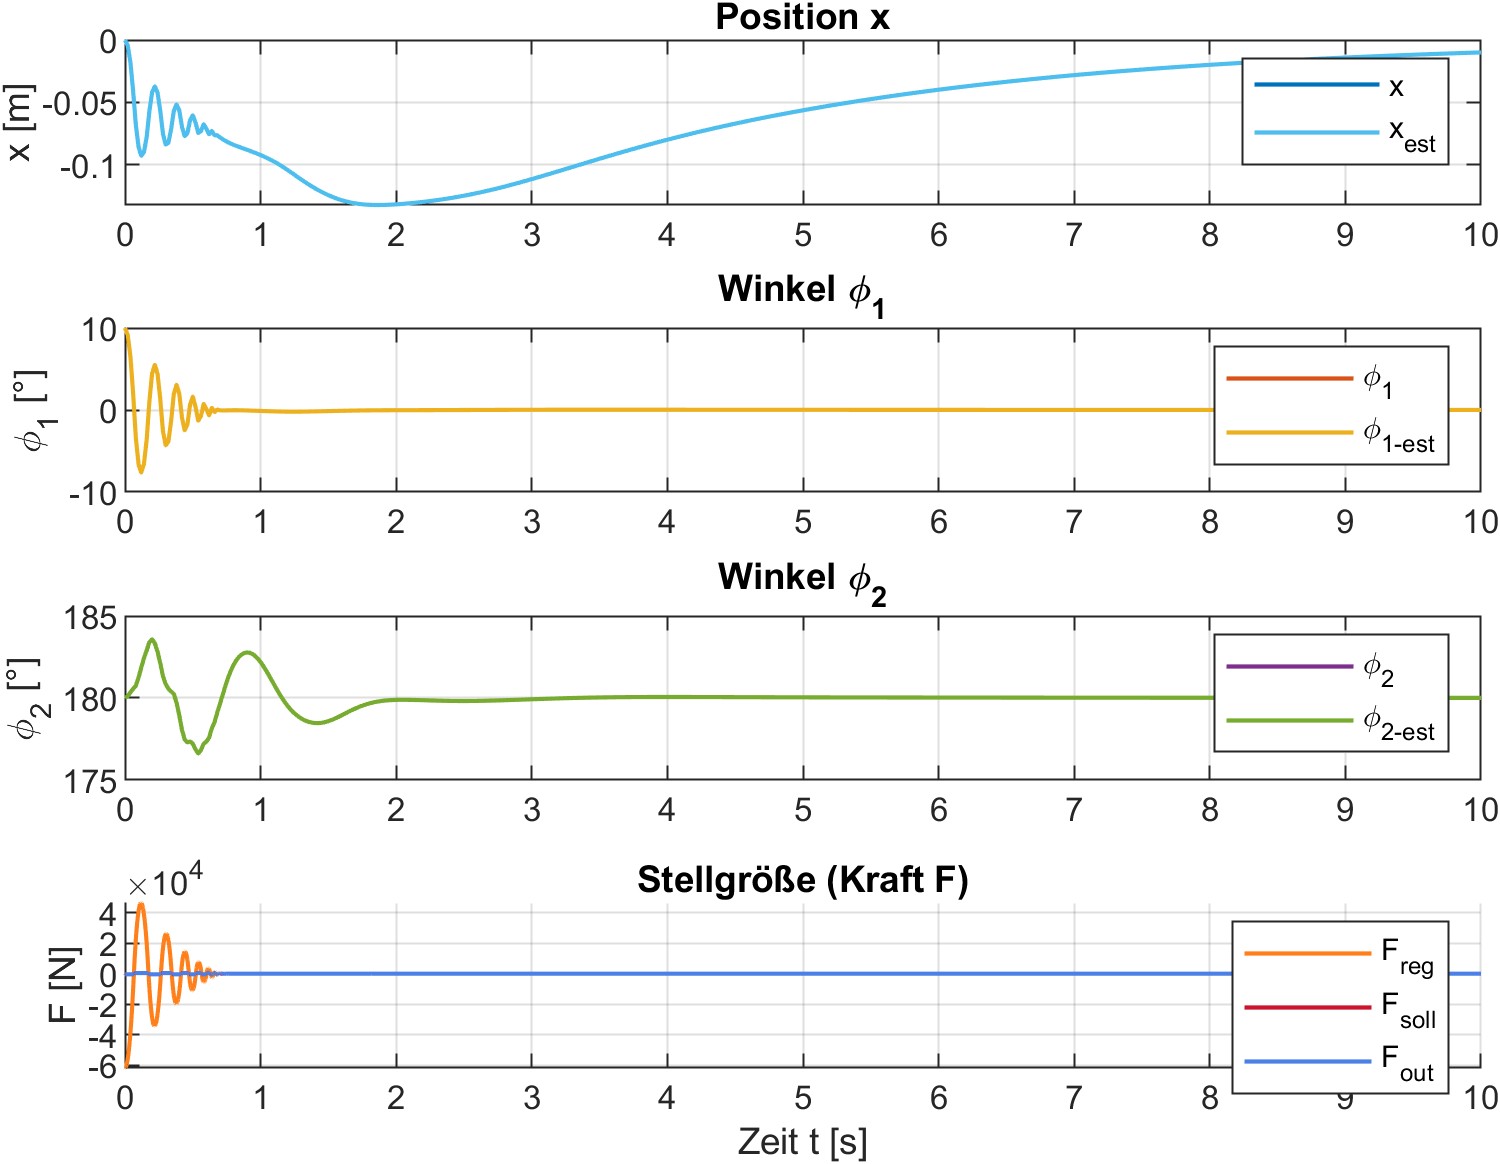 Position x
0
-0.05
-0.1
x [m]
x
x_est
0 1 2 3 4 5 6 7 8 9 10
Winkel ϕ_1
10
0
-10
ϕ_1 [°]
ϕ_1
ϕ_1-est
0 1 2 3 4 5 6 7 8 9 10
Winkel ϕ_2
185
180
175
ϕ_2 [°]
ϕ_2
ϕ_2-est
0 1 2 3 4 5 6 7 8 9 10
Stellgröße (Kraft F)
×10^4
4
2
0
-2
-4
-6
F [N]
F_reg
F_soll
F_out
0 1 2 3 4 5 6 7 8 9 10
Zeit t [s]